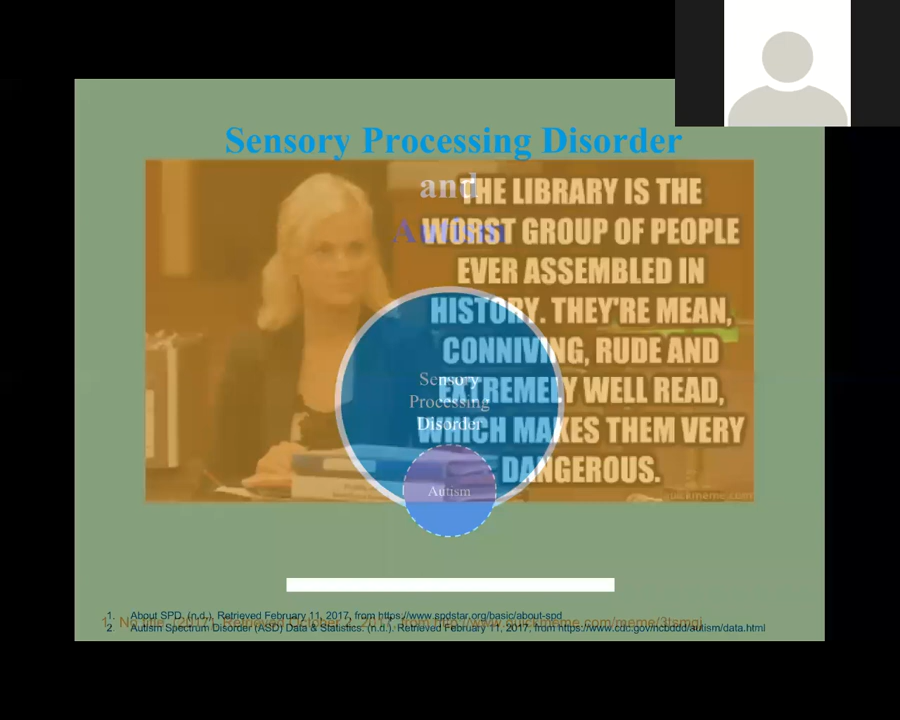 Sensory Processing Disorder
and
Autism
THE LIBRARY IS THE
WORST GROUP OF PEOPLE
EVER ASSEMBLED IN
HISTORY. THEY'RE MEAN,
CONNIVING, RUDE AND
EXTREMELY WELL READ,
WHICH MAKES THEM VERY
DANGEROUS.
quickmeme.com
Sensory
Processing
Disorder
Autism
1. About SPD. (n.d.). Retrieved February 11, 2017, from https://www.spdstar.org/basic/about-spd
2. Autism Spectrum Disorder (ASD) Data & Statistics. (n.d.). Retrieved February 11, 2017, from https://www.cdc.gov/ncbddd/autism/data.html